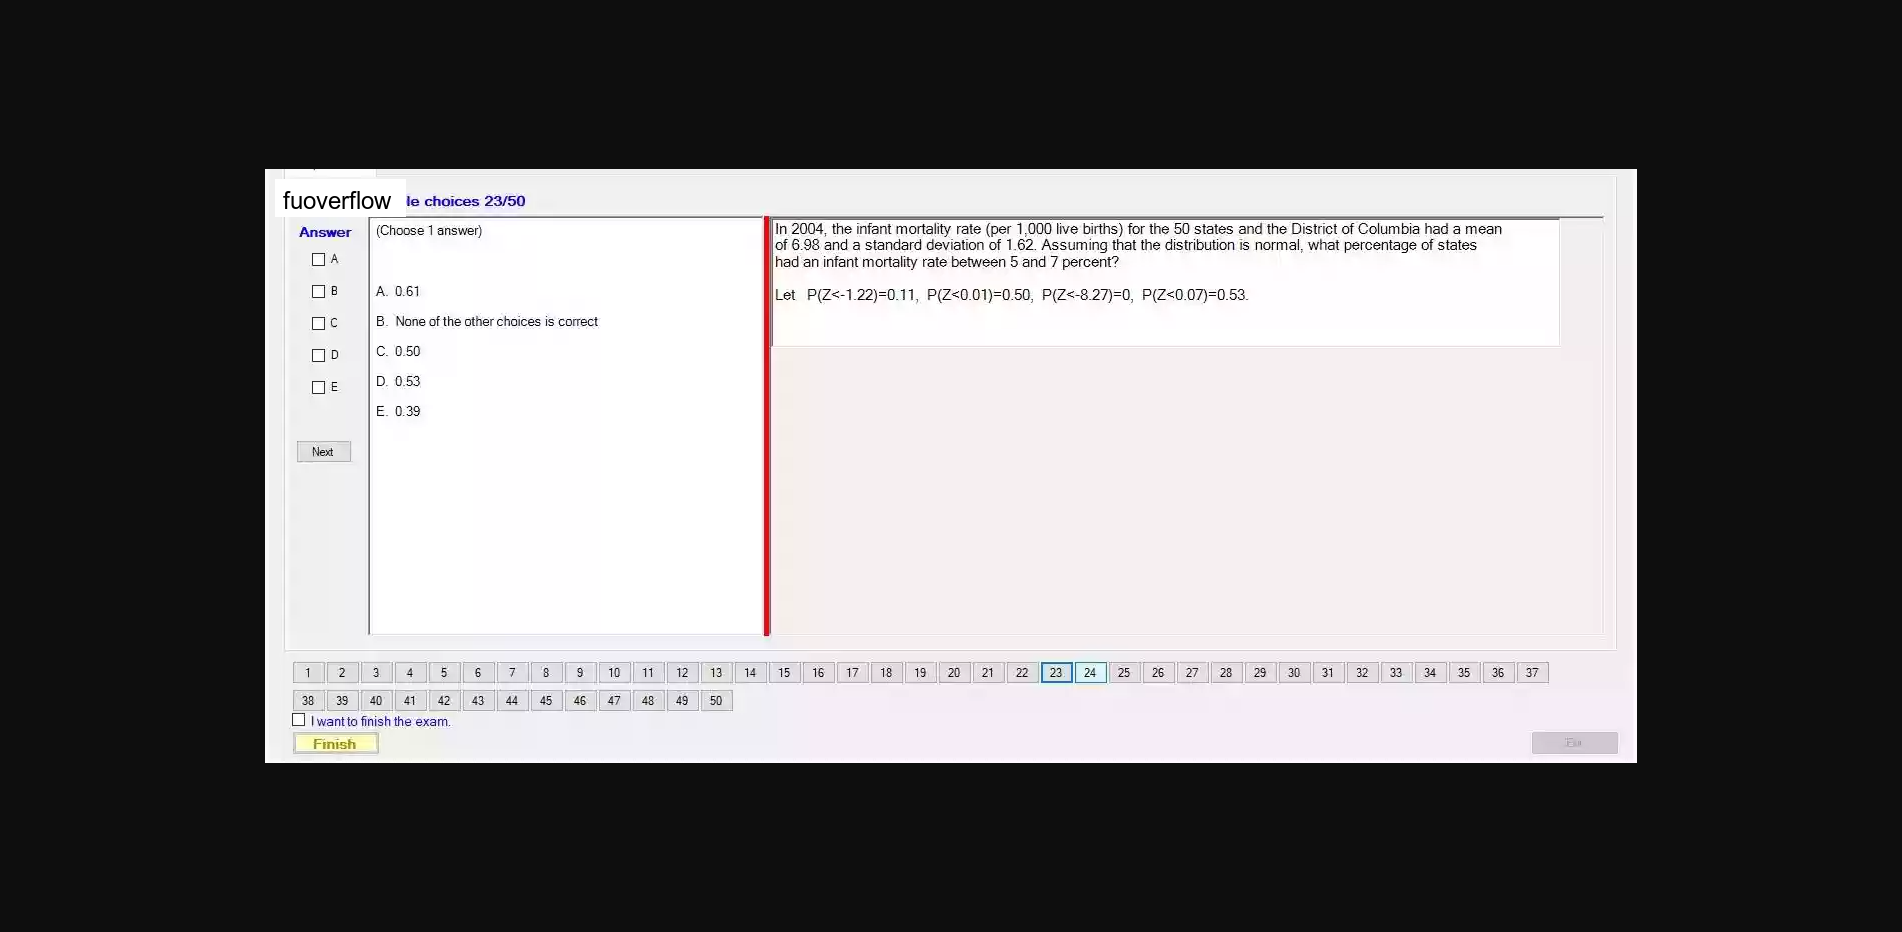 fuoverflow
le choices 23/50
Answer
(Choose 1 answer)
A
B
C
D
E
A. 0.61
B. None of the other choices is correct
C. 0.50
D. 0.53
E. 0.39
Next
In 2004, the infant mortality rate (per 1,000 live births) for the 50 states and the District of Columbia had a mean
of 6.98 and a standard deviation of 1.62. Assuming that the distribution is normal, what percentage of states
had an infant mortality rate between 5 and 7 percent?
Let P(Z<-1.22)=0.11, P(Z<0.01)=0.50, P(Z<-8.27)=0, P(Z<0.07)=0.53.
1 2 3 4 5 6 7 8 9 10 11 12 13 14 15 16 17 18 19 20 21 22 23 24 25 26 27 28 29 30 31 32 33 34 35 36 37
38 39 40 41 42 43 44 45 46 47 48 49 50
I want to finish the exam.
Finish